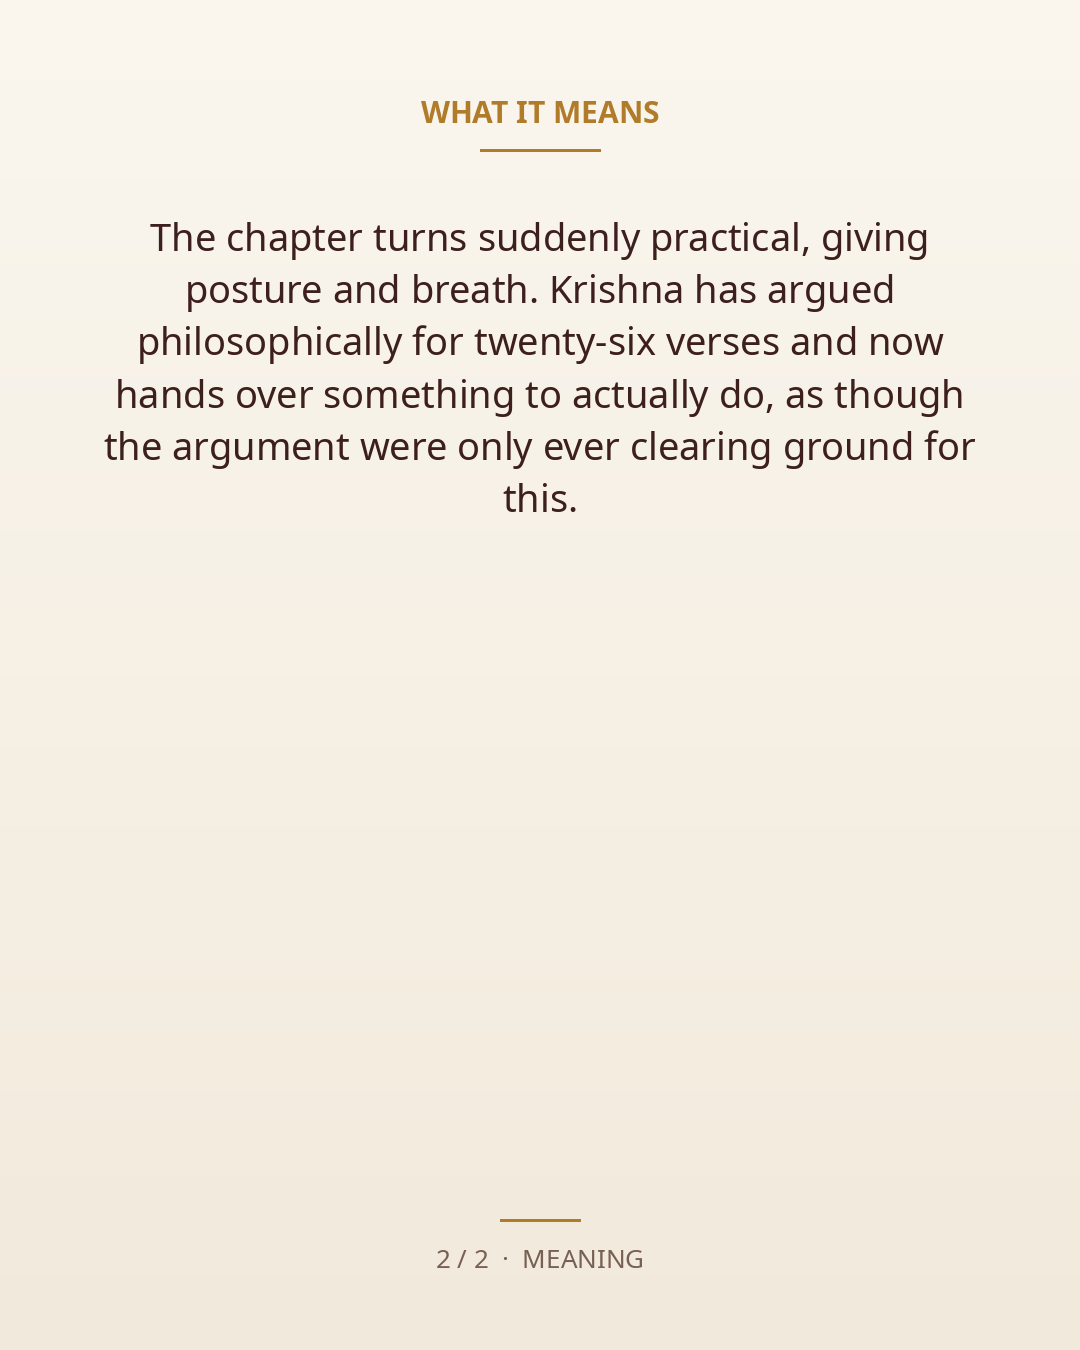 WHAT IT MEANS
The chapter turns suddenly practical, giving
posture and breath. Krishna has argued
philosophically for twenty-six verses and now
hands over something to actually do, as though
the argument were only ever clearing ground for
this.
2 / 2 · MEANING